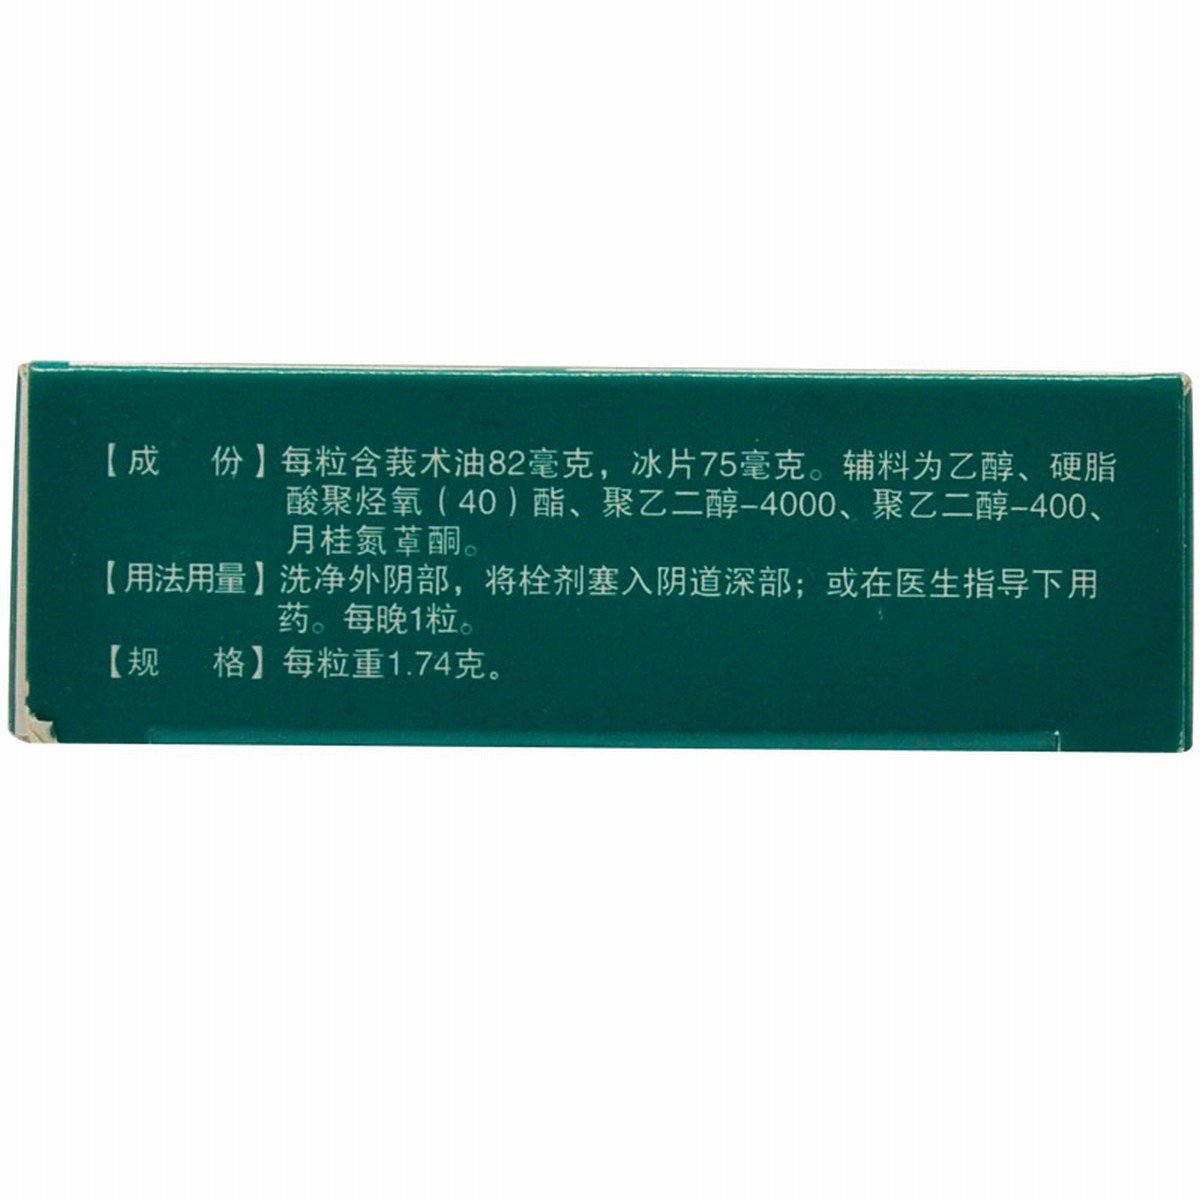 【成 份】每粒含莪术油82毫克，冰片75毫克。辅料为乙醇、硬脂
酸聚烃氧（40）酯、聚乙二醇-4000、聚乙二醇-400、
月桂氮䓬酮。
【用法用量】洗净外阴部，将栓剂塞入阴道深部；或在医生指导下用
药。每晚1粒。
【规 格】每粒重1.74克。